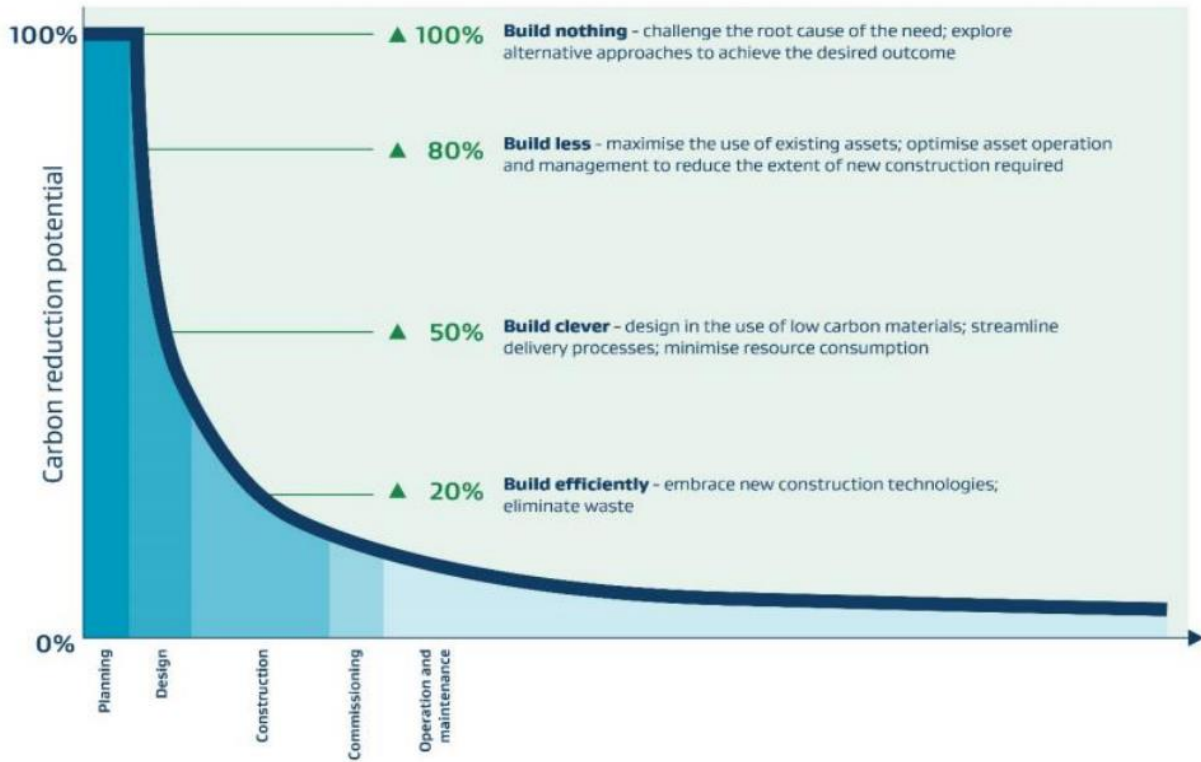 100%
▲ 100% Build nothing - challenge the root cause of the need; explore
alternative approaches to achieve the desired outcome
▲ 80% Build less - maximise the use of existing assets; optimise asset operation
and management to reduce the extent of new construction required
▲ 50% Build clever - design in the use of low carbon materials; streamline
delivery processes; minimise resource consumption
▲ 20% Build efficiently - embrace new construction technologies;
eliminate waste
Carbon reduction potential
0%
Planning
Design
Construction
Commissioning
Operation and
maintenance